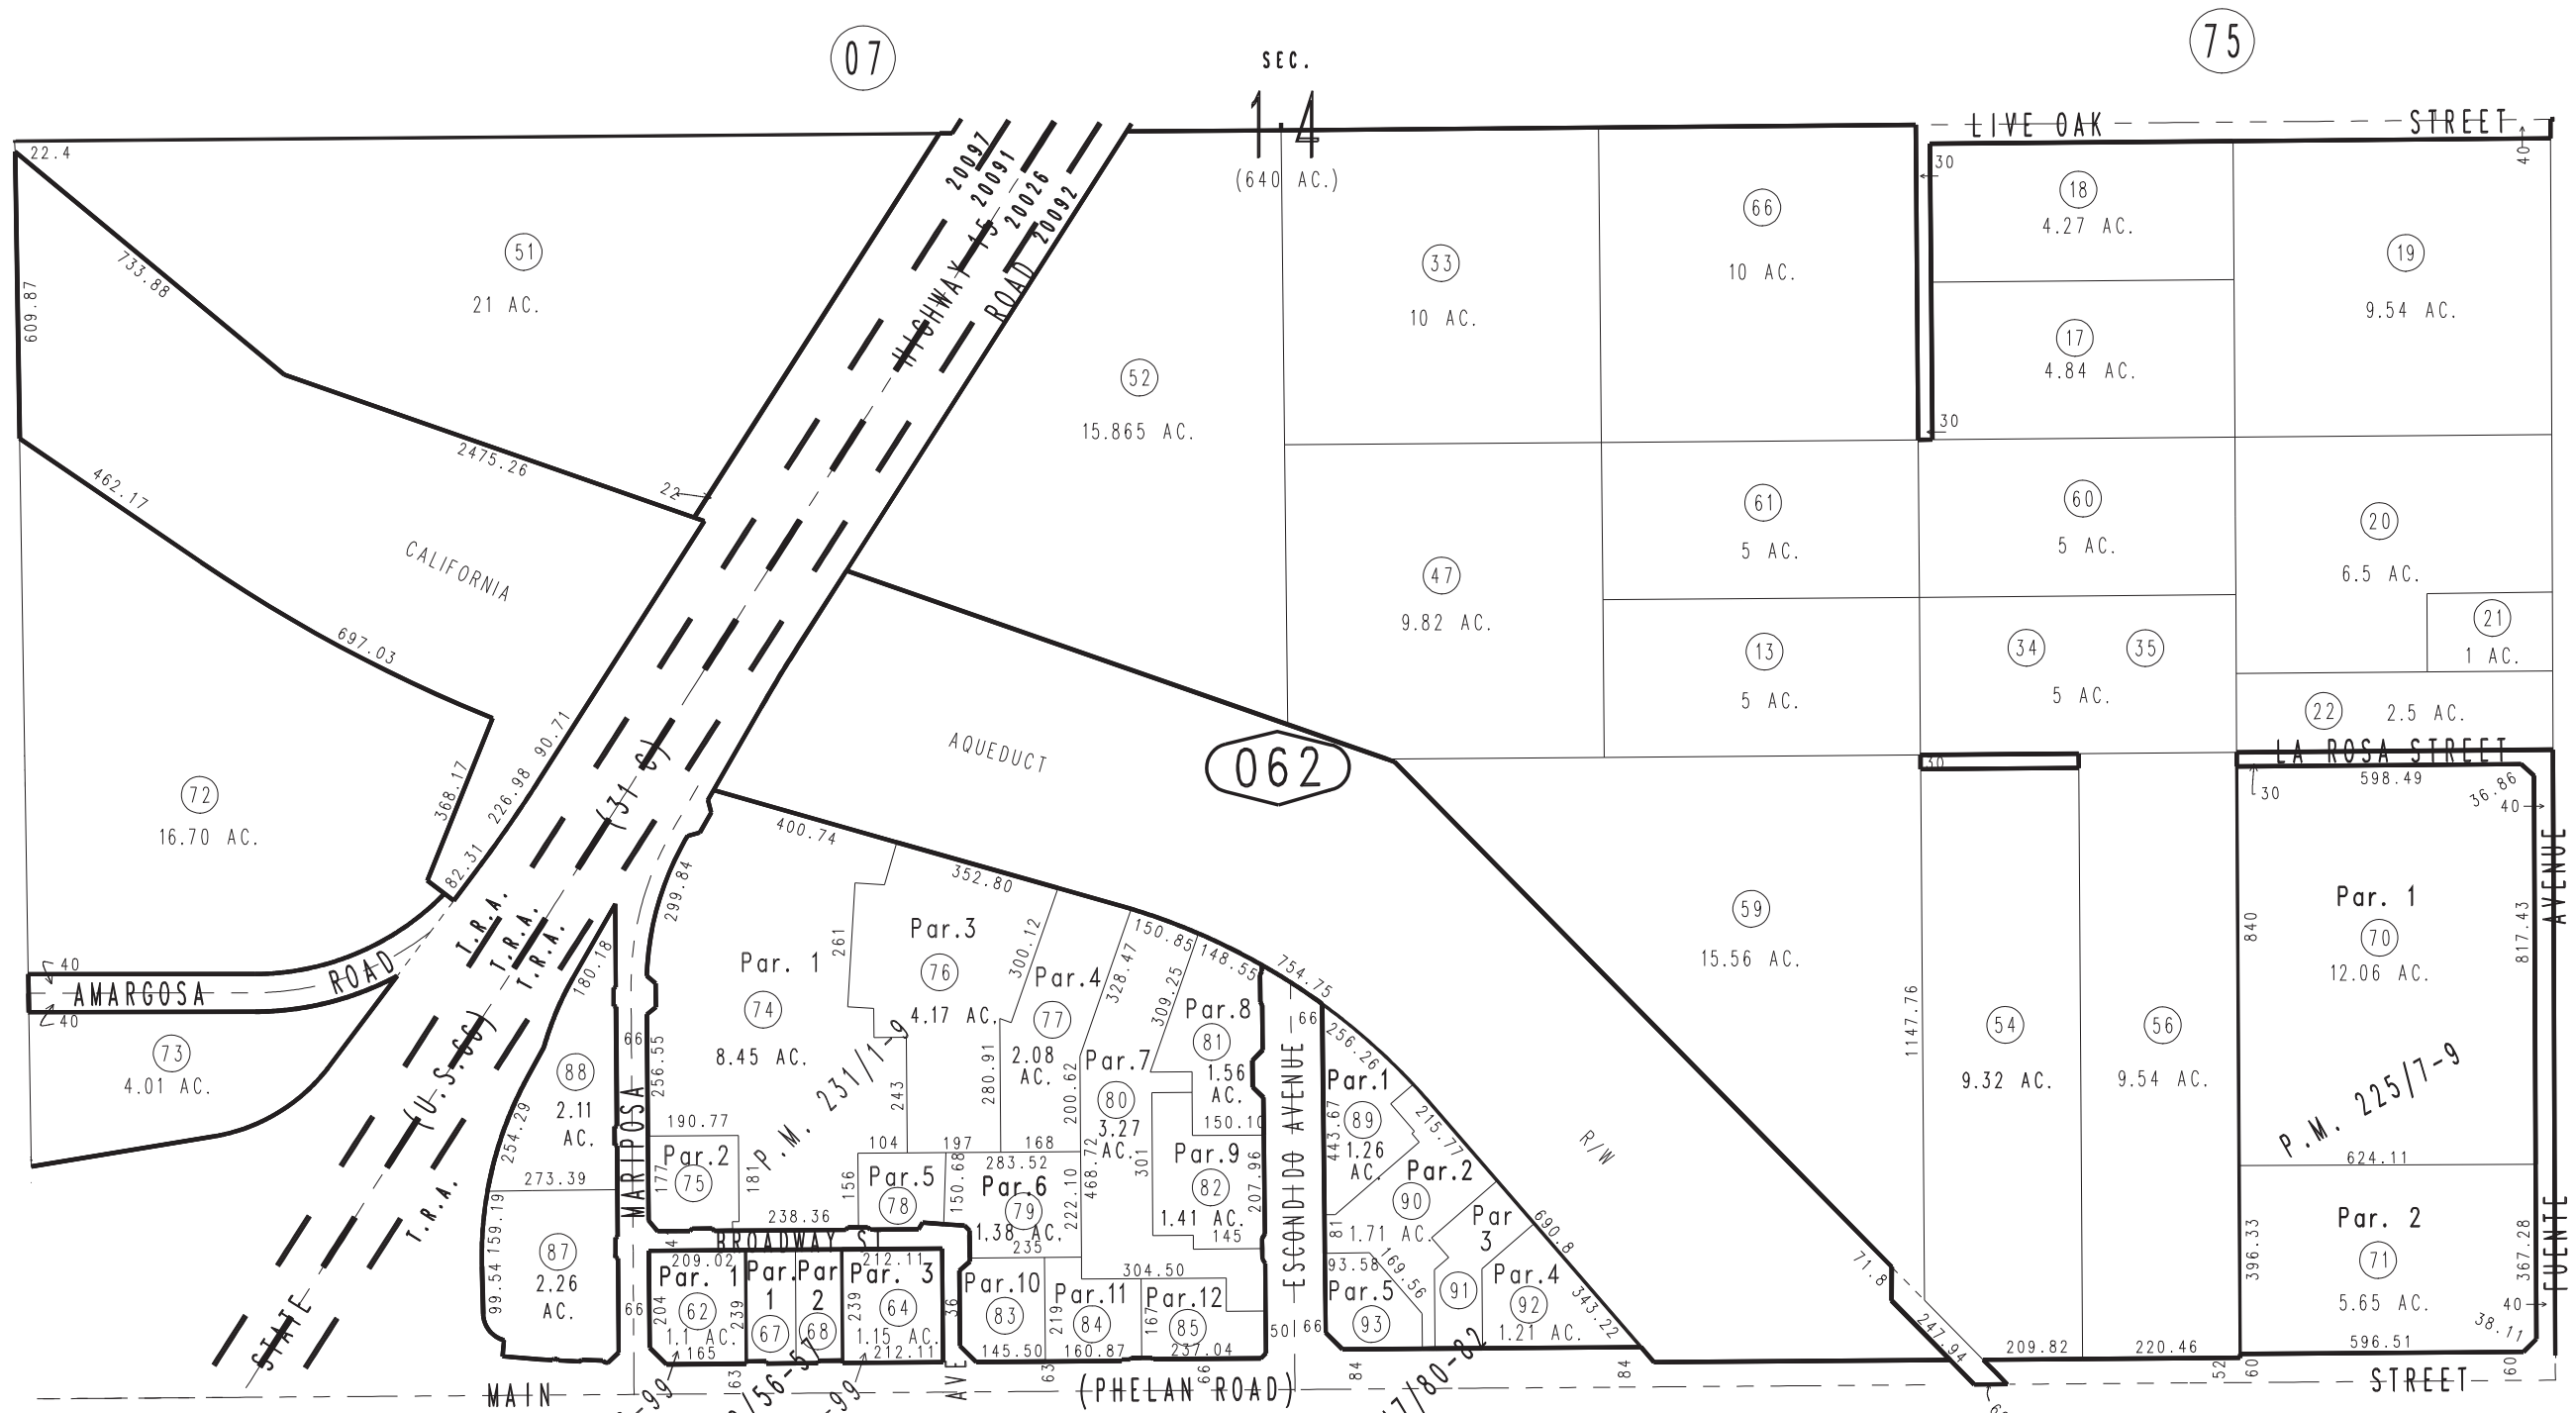 07
75
SEC.
14
(640 AC.)
LIVE OAK STREET
40
22.4
20097
20091
20026
20092
30
18
4.27 AC.
66
10 AC.
51
21 AC.
733.88
609.87
HIGHWAY 15
ROAD
33
10 AC.
19
9.54 AC.
17
4.84 AC.
52
15.865 AC.
30
2475.26
22
462.17
CALIFORNIA
61
5 AC.
60
5 AC.
20
6.5 AC.
47
9.82 AC.
21
1 AC.
697.03
13
5 AC.
34
35
5 AC.
22
2.5 AC.
90.71
226.98
368.17
82.31
(31 C)
AQUEDUCT
062
30
LA ROSA STREET
598.49
36.86
30
40
AVENUE
72
16.70 AC.
400.74
352.80
299.84
T.R.A.
T.R.A.
T.R.A.
180.18
40
AMARGOSA ROAD
40
73
4.01 AC.
Par. 1
74
8.45 AC.
261
Par.3
76
4.17 AC.
300.12
Par.4
77
2.08
AC.
328.47
150.85
148.55
754.75
309.25
Par.8
81
1.56
AC.
150.10
66
59
15.56 AC.
1147.76
54
9.32 AC.
56
9.54 AC.
840
Par. 1
70
12.06 AC.
817.43
P.M. 225/7-9
624.11
(U.S.66)
88
2.11
AC.
66
256.55
MARIPOSA
P.M. 231/1-9
243
280.91
200.62
Par.7
80
3.27
AC.
468.72
301
ESCONDIDO AVENUE
256.26
Par.1
89
1.26
AC.
443.67
215.77
R/W
254.29
273.39
190.77
Par.2
75
177
181
104
197
168
283.52
156
Par.5
78
150.68
Par.6
79
1.38 AC.
222.10
235
Par.9
82
1.41 AC.
207.96
145
Par.2
90
1.71 AC.
81
Par
3
91
690.8
71.8
T.R.A.
159.19
99.54
87
2.26
AC.
238.36
BROADWAY ST
4
209.02
Par. 1
62
1.1 AC.
204
165
239
Par.
1
67
Par
2
68
239
212.11
Par. 3
64
1.15 AC.
212.11
36
AVE
Par.10
83
145.50
219
Par.11
84
160.87
304.50
167
Par.12
85
237.04
50
66
66
93.58
169.56
Par.5
93
Par.4
92
1.21 AC.
343.22
247.94
209.82
220.46
396.33
Par. 2
71
5.65 AC.
367.28
FUENTE
40
38.11
596.51
STATE
MAIN
63
63
66
(PHELAN ROAD)
84
84
52
60
60
STREET
-99
/56-57
-99
7/80-82